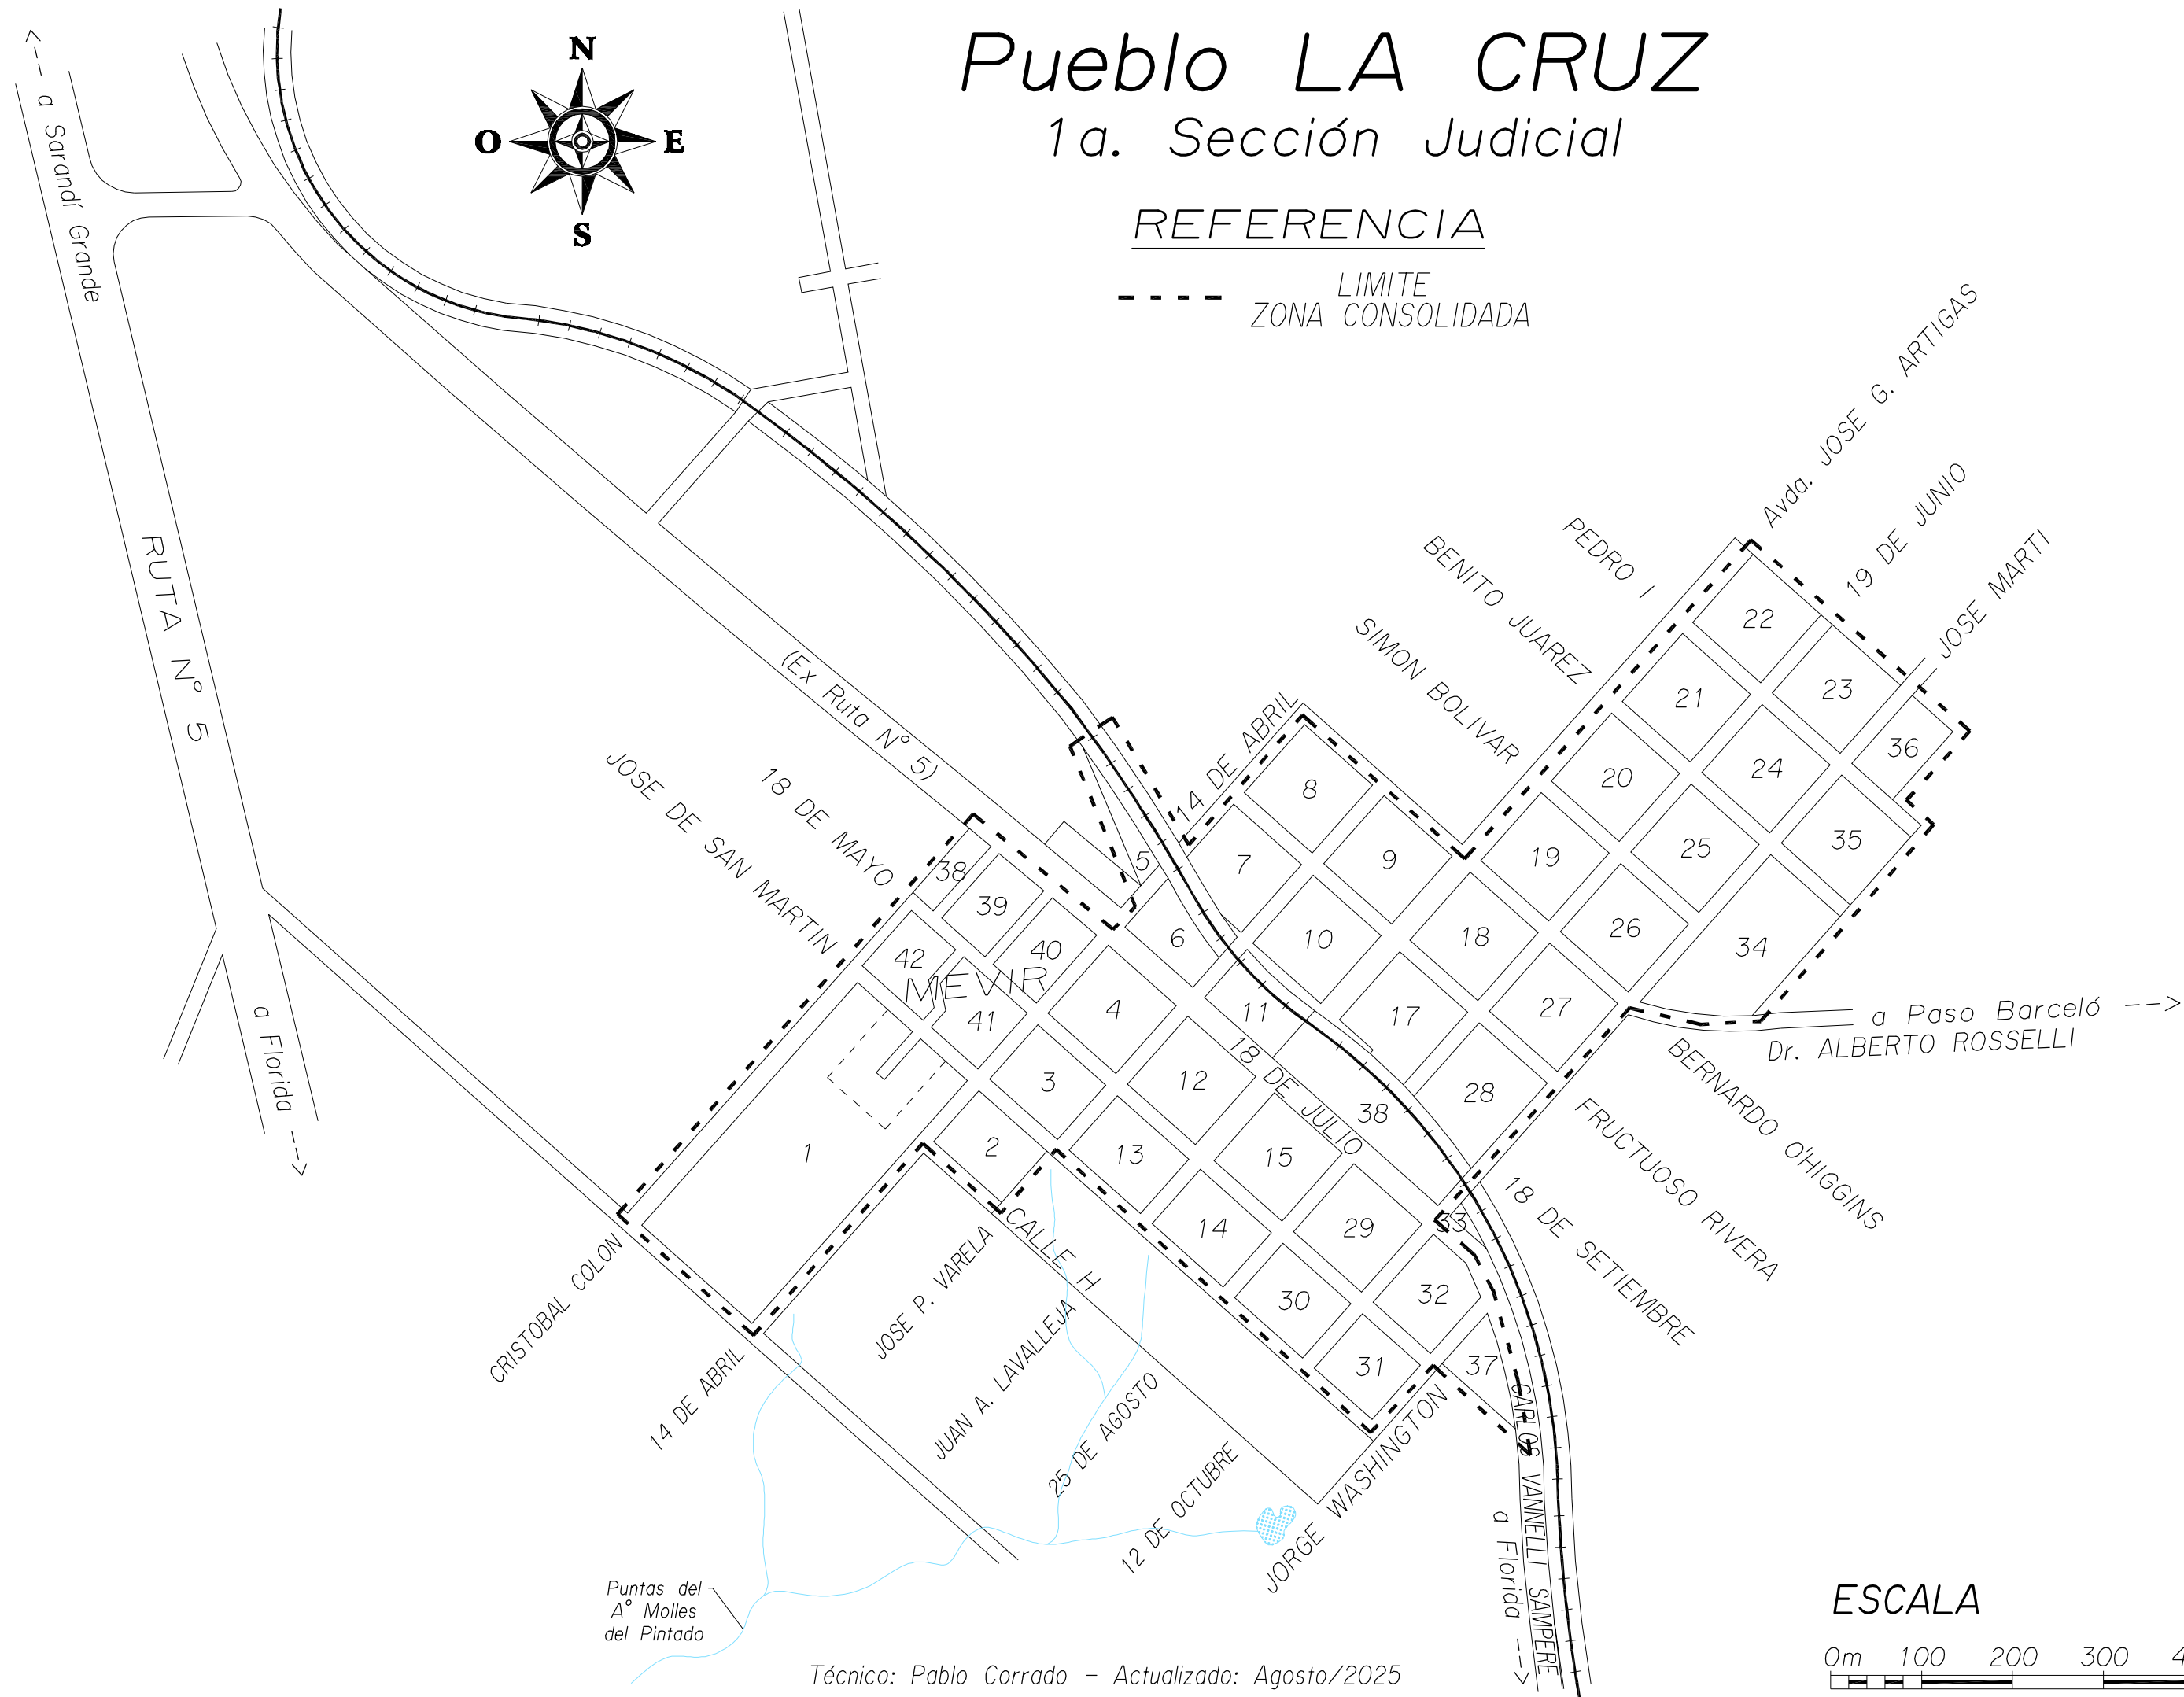 Pueblo LA CRUZ
1a. Sección Judicial
REFERENCIA
LIMITE
ZONA CONSOLIDADA
N
O
E
S
<-- a Sarandí Grande
RUTA N° 5
a Florida -->
(Ex Ruta N° 5)
JOSE DE SAN MARTIN
18 DE MAYO
14 DE ABRIL
SIMON BOLIVAR
BENITO JUAREZ
PEDRO I
Avda. JOSE G. ARTIGAS
19 DE JUNIO
JOSE MARTI
22
21
23
36
20
24
8
35
19
25
5
7
9
38
39
34
26
18
10
6
40
42
MEVIR
27
17
11
4
41
a Paso Barceló -->
Dr. ALBERTO ROSSELLI
18 DE JULIO
38
28
12
3
BERNARDO O'HIGGINS
FRUCTUOSO RIVERA
18 DE SETIEMBRE
1
2
13
15
14
29
33
32
30
31
37
CALLE H
CRISTOBAL COLON
14 DE ABRIL
JOSE P. VARELA
JUAN A. LAVALLEJA
25 DE AGOSTO
12 DE OCTUBRE
JORGE WASHINGTON
CARLOS VANNELLI SAMPERE
a Florida -->
Puntas del
A° Molles
del Pintado
Técnico: Pablo Corrado - Actualizado: Agosto/2025
ESCALA
0m 100 200 300